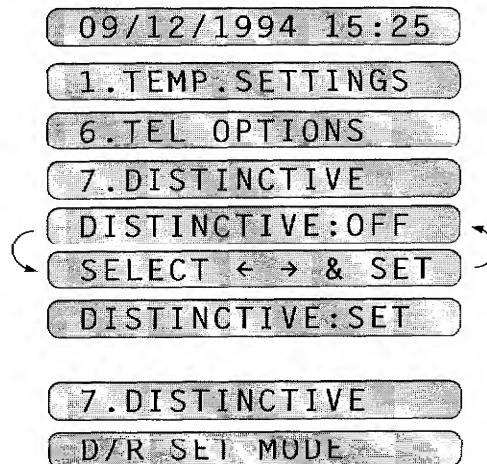 09/12/1994 15:25
1.TEMP.SETTINGS
6.TEL OPTIONS
7.DISTINCTIVE
DISTINCTIVE:OFF
SELECT ← → & SET
DISTINCTIVE:SET
7.DISTINCTIVE
D/R SET MODE